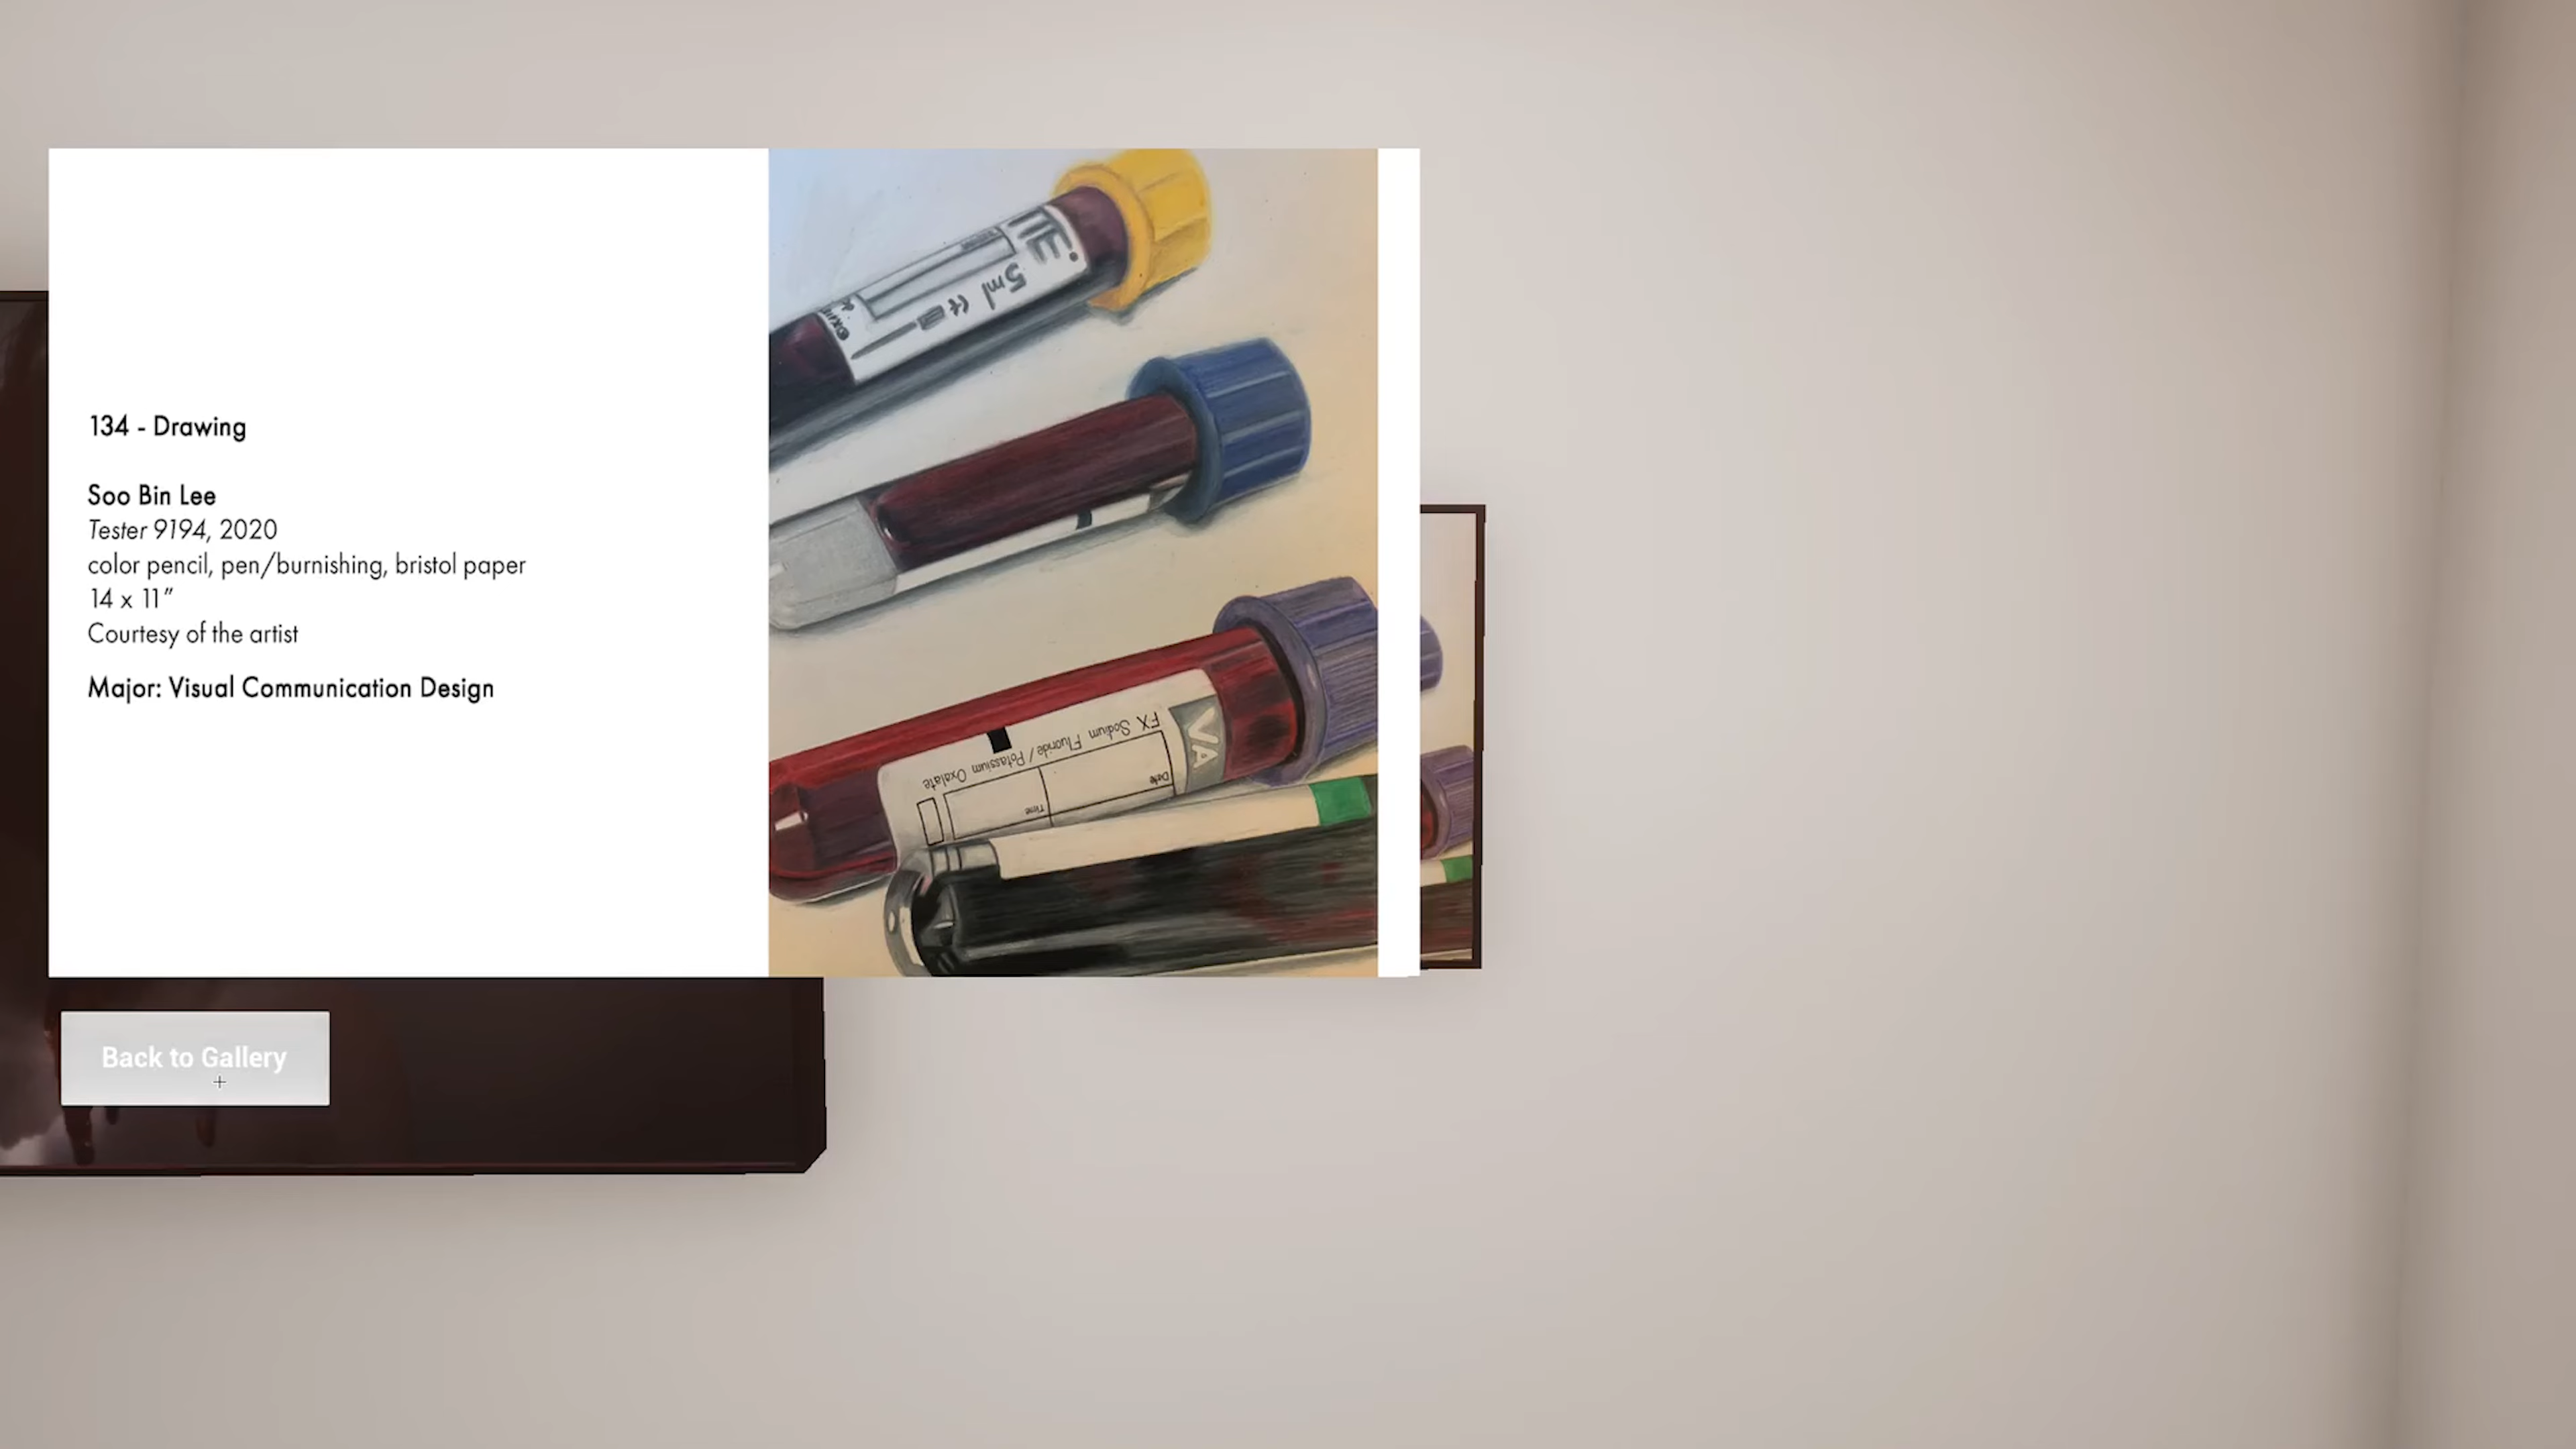 134 - Drawing
Soo Bin Lee
Tester 9194, 2020
color pencil, pen/burnishing, bristol paper
14 x 11”
Courtesy of the artist
Major: Visual Communication Design
5ml
VA
FX Sodium Fluoride / Potassium Oxalate
Date
Time
Back to Gallery